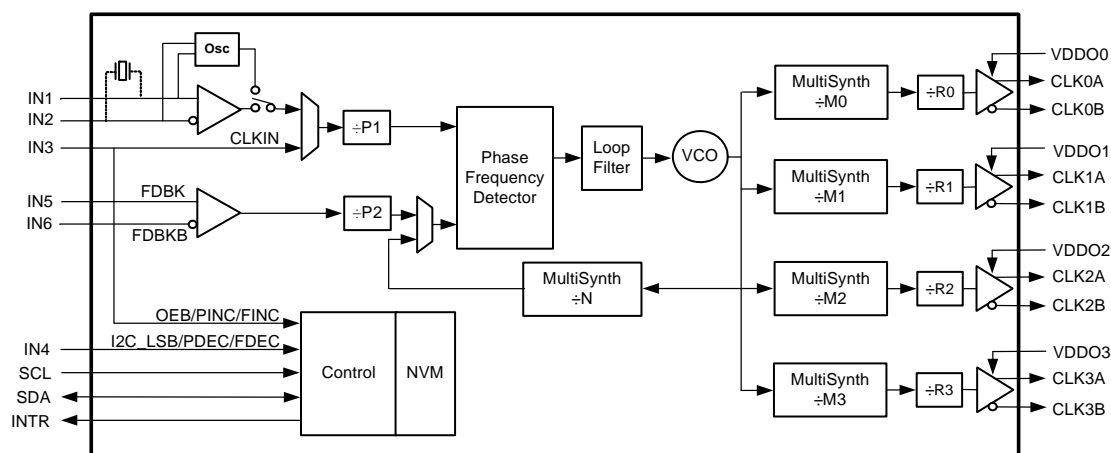 Osc
VDDO0
IN1
MultiSynth
÷M0
÷R0
CLK0A
IN2
CLK0B
÷P1
IN3
CLKIN
Phase
Frequency
Detector
Loop
Filter
VCO
VDDO1
MultiSynth
÷M1
÷R1
CLK1A
IN5
FDBK
CLK1B
÷P2
IN6
FDBKB
VDDO2
MultiSynth
÷N
MultiSynth
÷M2
÷R2
CLK2A
CLK2B
OEB/PINC/FINC
IN4
I2C_LSB/PDEC/FDEC
VDDO3
SCL
Control
NVM
MultiSynth
÷M3
÷R3
CLK3A
SDA
CLK3B
INTR